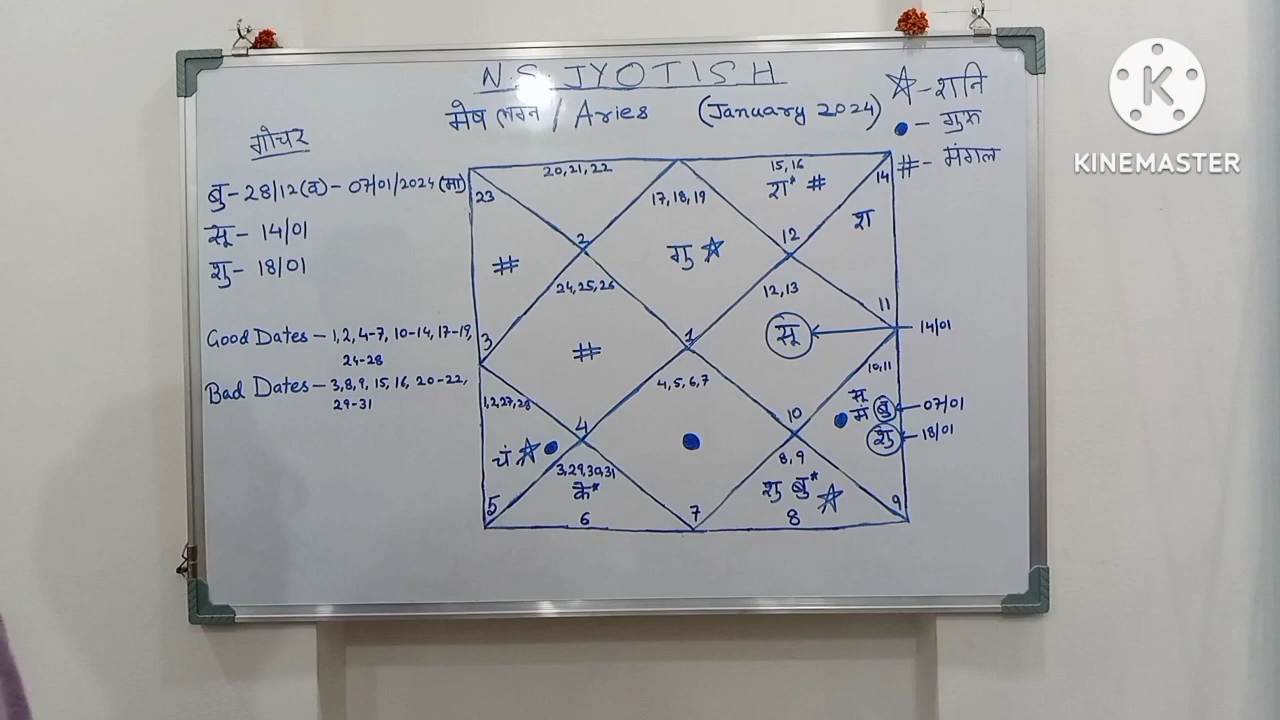 N.S. JYOTISH
मेष लग्न / Aries (January 2024)
☆ - शनि
● - गुरु
# - मंगल
गोचर
बु - 28/12 (व) - 07/01/2024 (मा)
सू - 14/01
शु - 18/01
Good Dates - 1, 2, 4-7, 10-14, 17-19,
24-28
Bad Dates - 3, 8, 9, 15, 16, 20-22,
29-31
20, 21, 22
2
23
#
3
17, 18, 19
गु ☆
1
15, 16
रा* #
12
14
श
11
24, 25, 26
#
4
12, 13
सू
14/01
10
4, 5, 6, 7
●
7
1, 2, 27, 28
चं ☆ ●
5
3, 29, 30, 31
के*
6
8, 9
शु बु* ☆
8
10, 11
सू
● मं बु 07/01
शु 18/01
9
K
KINEMASTER